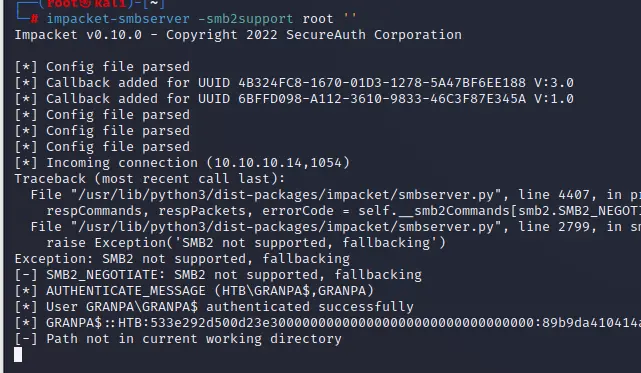 (root㉿kali)-[~]
# impacket-smbserver -smb2support root ''
Impacket v0.10.0 - Copyright 2022 SecureAuth Corporation
[*] Config file parsed
[*] Callback added for UUID 4B324FC8-1670-01D3-1278-5A47BF6EE188 V:3.0
[*] Callback added for UUID 6BFFD098-A112-3610-9833-46C3F87E345A V:1.0
[*] Config file parsed
[*] Config file parsed
[*] Config file parsed
[*] Incoming connection (10.10.10.14,1054)
Traceback (most recent call last):
File "/usr/lib/python3/dist-packages/impacket/smbserver.py", line 4407, in pr
respCommands, respPackets, errorCode = self.__smb2Commands[smb2.SMB2_NEGOTI
File "/usr/lib/python3/dist-packages/impacket/smbserver.py", line 2799, in sm
raise Exception('SMB2 not supported, fallbacking')
Exception: SMB2 not supported, fallbacking
[-] SMB2_NEGOTIATE: SMB2 not supported, fallbacking
[*] AUTHENTICATE_MESSAGE (HTB\GRANPA$,GRANPA)
[*] User GRANPA\GRANPA$ authenticated successfully
[*] GRANPA$::HTB:533e292d500d23e300000000000000000000000000000000:89b9da410414a
[-] Path not in current working directory